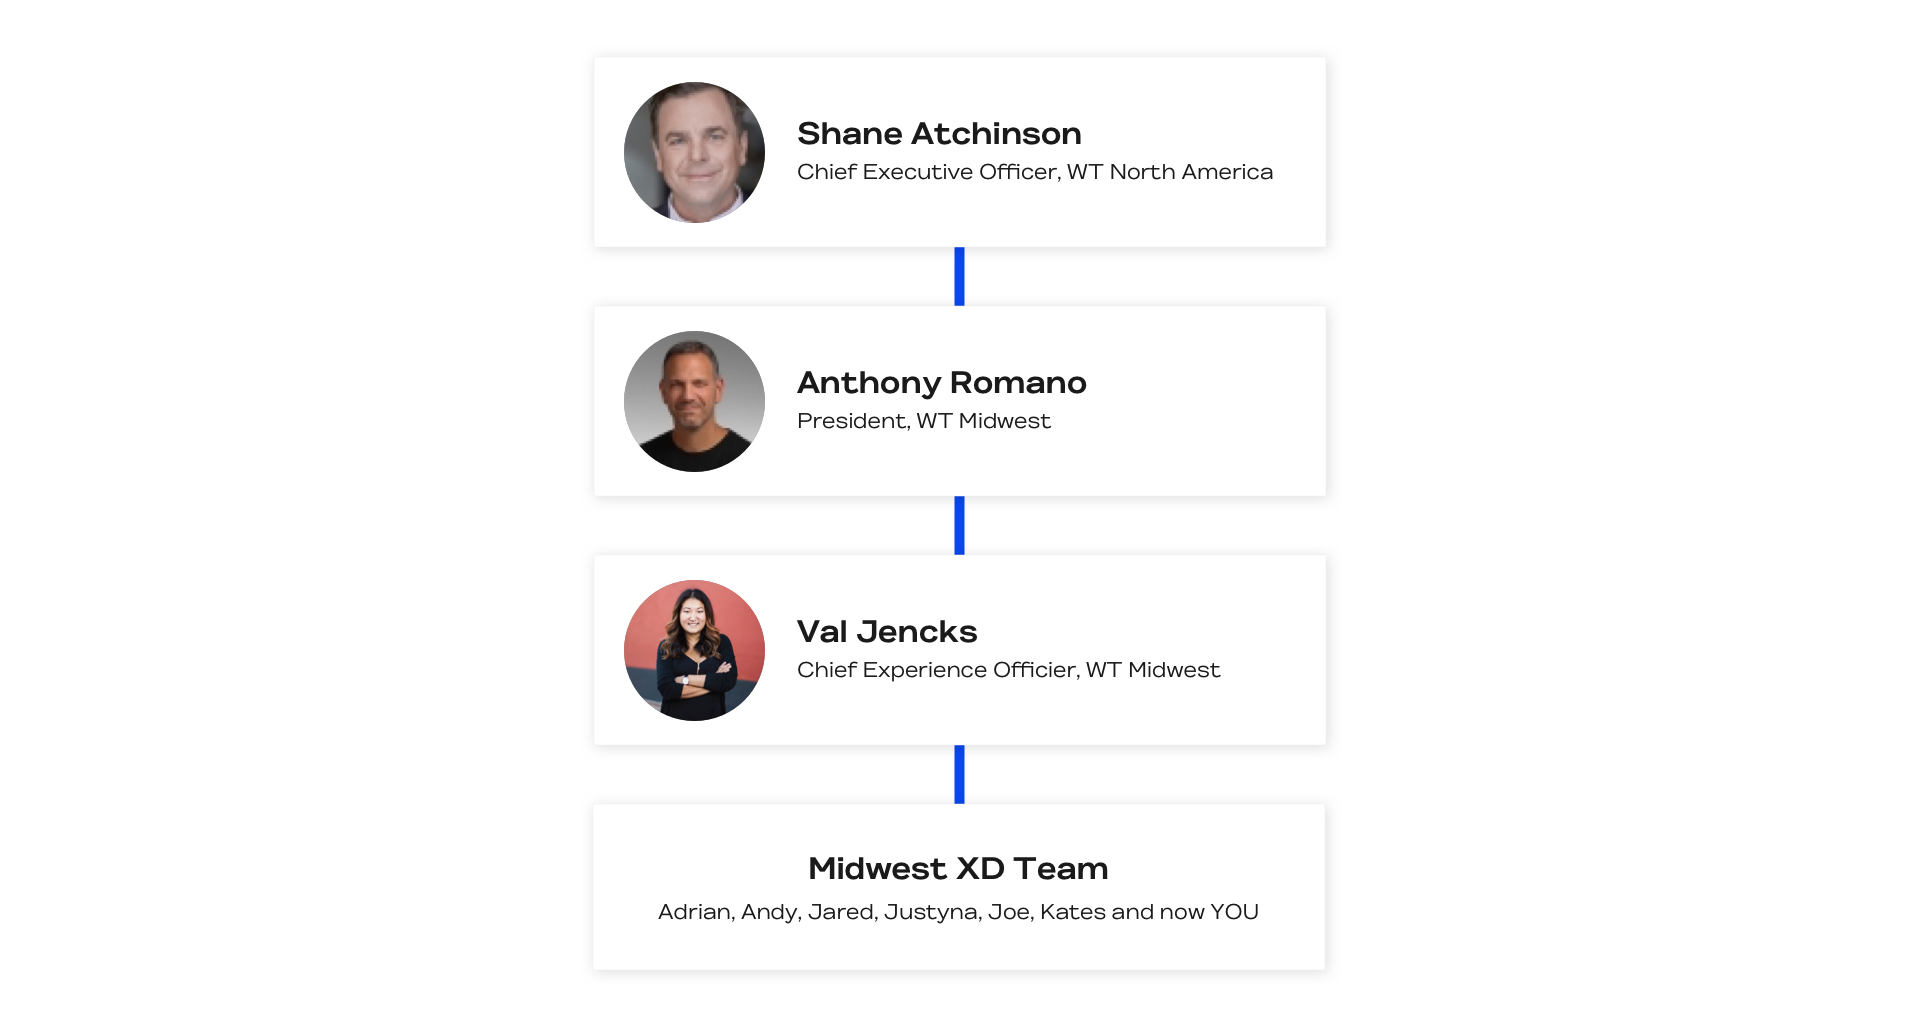 Shane Atchinson
Chief Executive Officer, WT North America
Anthony Romano
President, WT Midwest
Val Jencks
Chief Experience Officier, WT Midwest
Midwest XD Team
Adrian, Andy, Jared, Justyna, Joe, Kates and now YOU